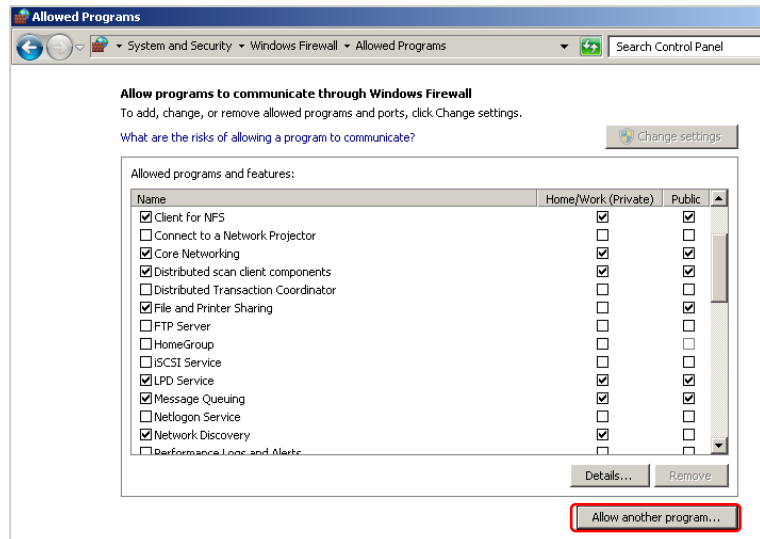 Allowed Programs
System and Security Windows Firewall Allowed Programs Search Control Panel
Allow programs to communicate through Windows Firewall
To add, change, or remove allowed programs and ports, click Change settings.
What are the risks of allowing a program to communicate? Change settings
Allowed programs and features:
Name Home/Work (Private) Public
Client for NFS
Connect to a Network Projector
Core Networking
Distributed scan client components
Distributed Transaction Coordinator
File and Printer Sharing
FTP Server
HomeGroup
iSCSI Service
LPD Service
Message Queuing
Netlogon Service
Network Discovery
Performance Logs and Alerts
Details... Remove
Allow another program...